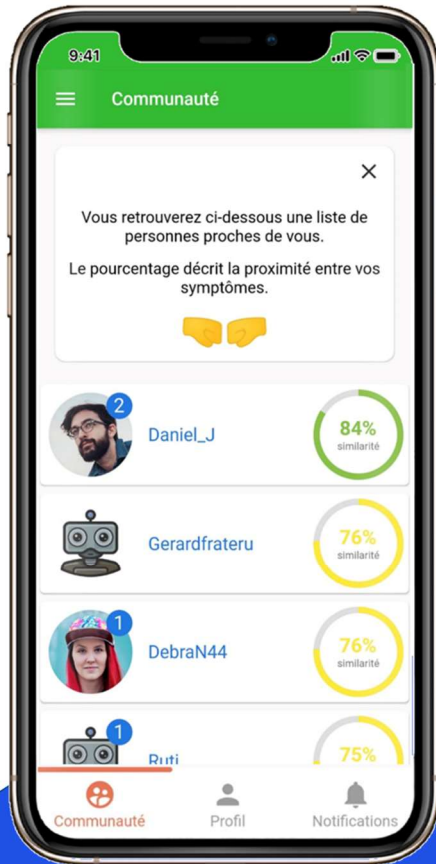 9:41
Communauté
Vous retrouverez ci-dessous une liste de
personnes proches de vous.
Le pourcentage décrit la proximité entre vos
symptômes.
2
Daniel_J
84%
similarité
Gerardfrateru
76%
similarité
1
DebraN44
76%
similarité
1
Ruti
75%
Communauté
Profil
Notifications